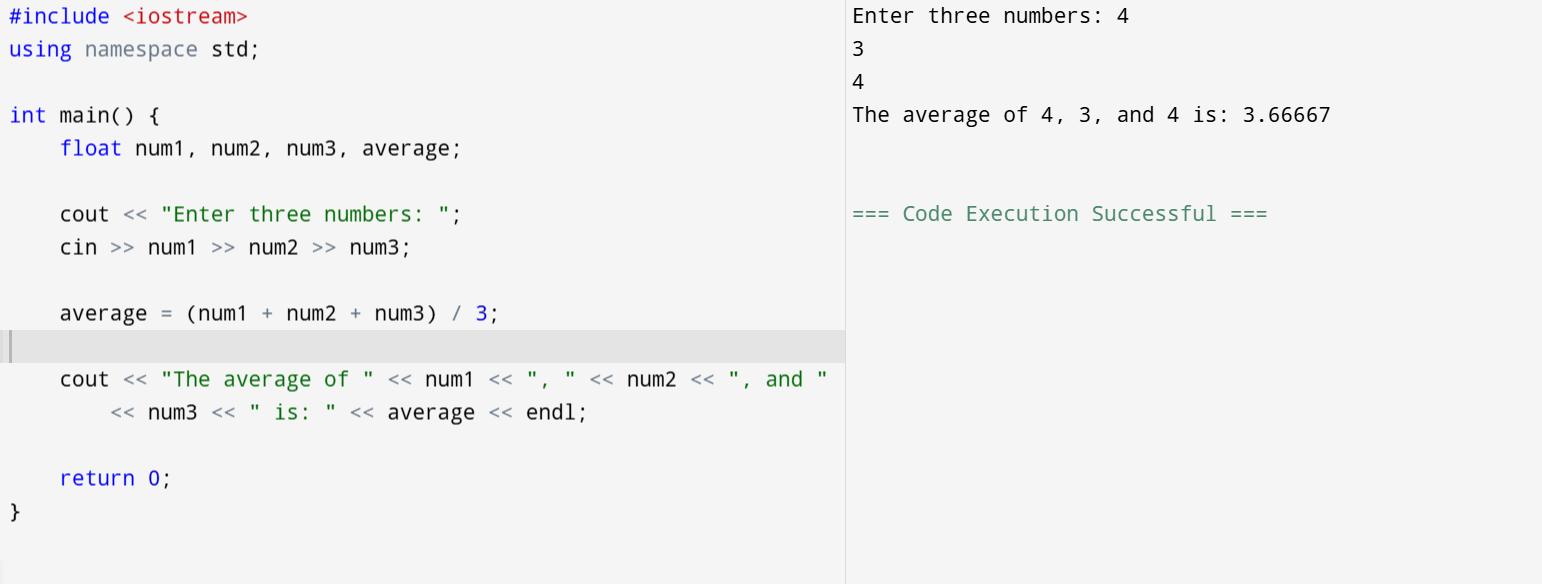 #include <iostream>
using namespace std;
int main() {
    float num1, num2, num3, average;
    cout << "Enter three numbers: ";
    cin >> num1 >> num2 >> num3;
    average = (num1 + num2 + num3) / 3;
    cout << "The average of " << num1 << ", " << num2 << ", and "
        << num3 << " is: " << average << endl;
    return 0;
}
Enter three numbers: 4
3
4
The average of 4, 3, and 4 is: 3.66667
=== Code Execution Successful ===